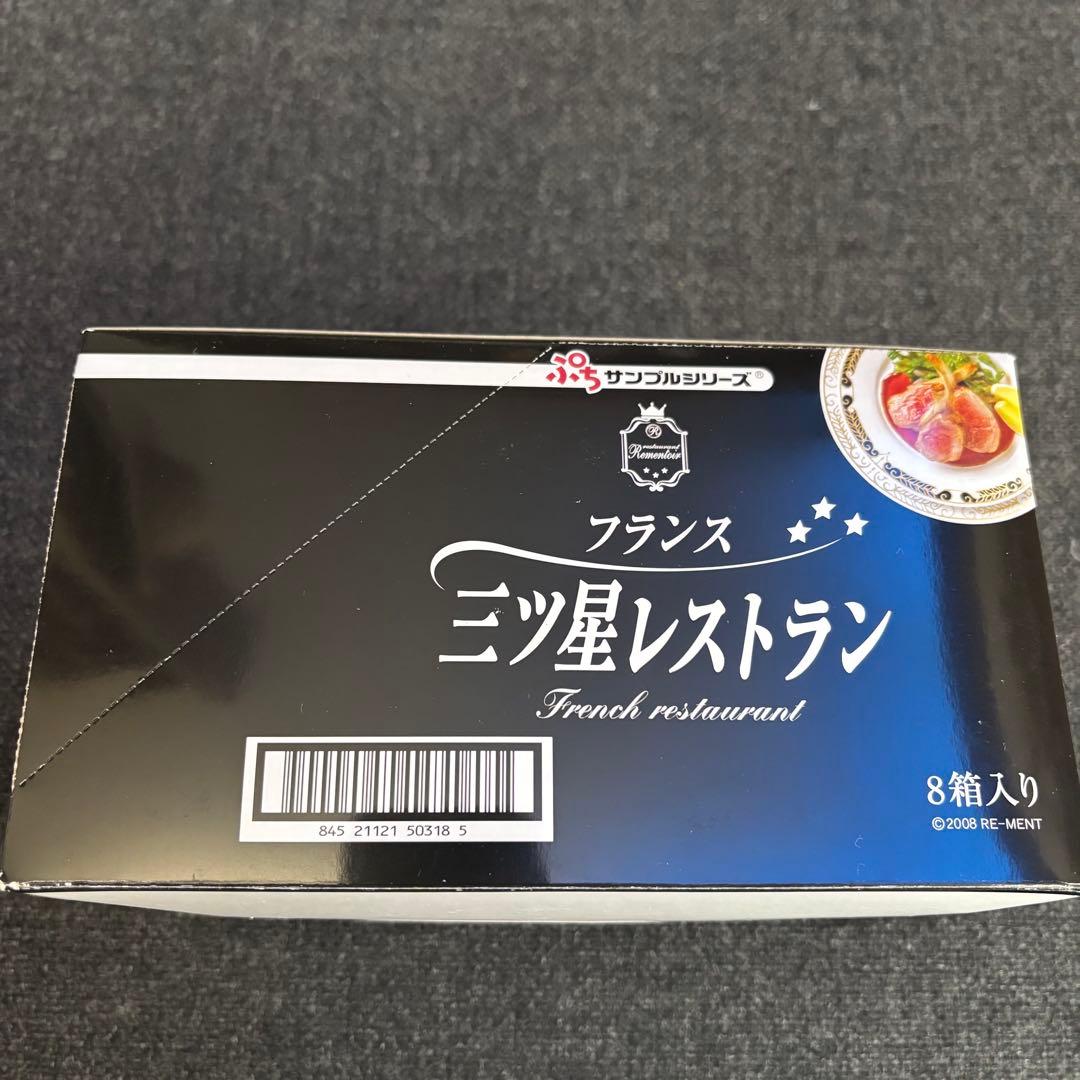 ぷちサンプルシリーズ®
R
restaurant
Rementoir
フランス
三ツ星レストラン
French restaurant
845 21121 50318 5
8箱入り
©2008 RE-MENT